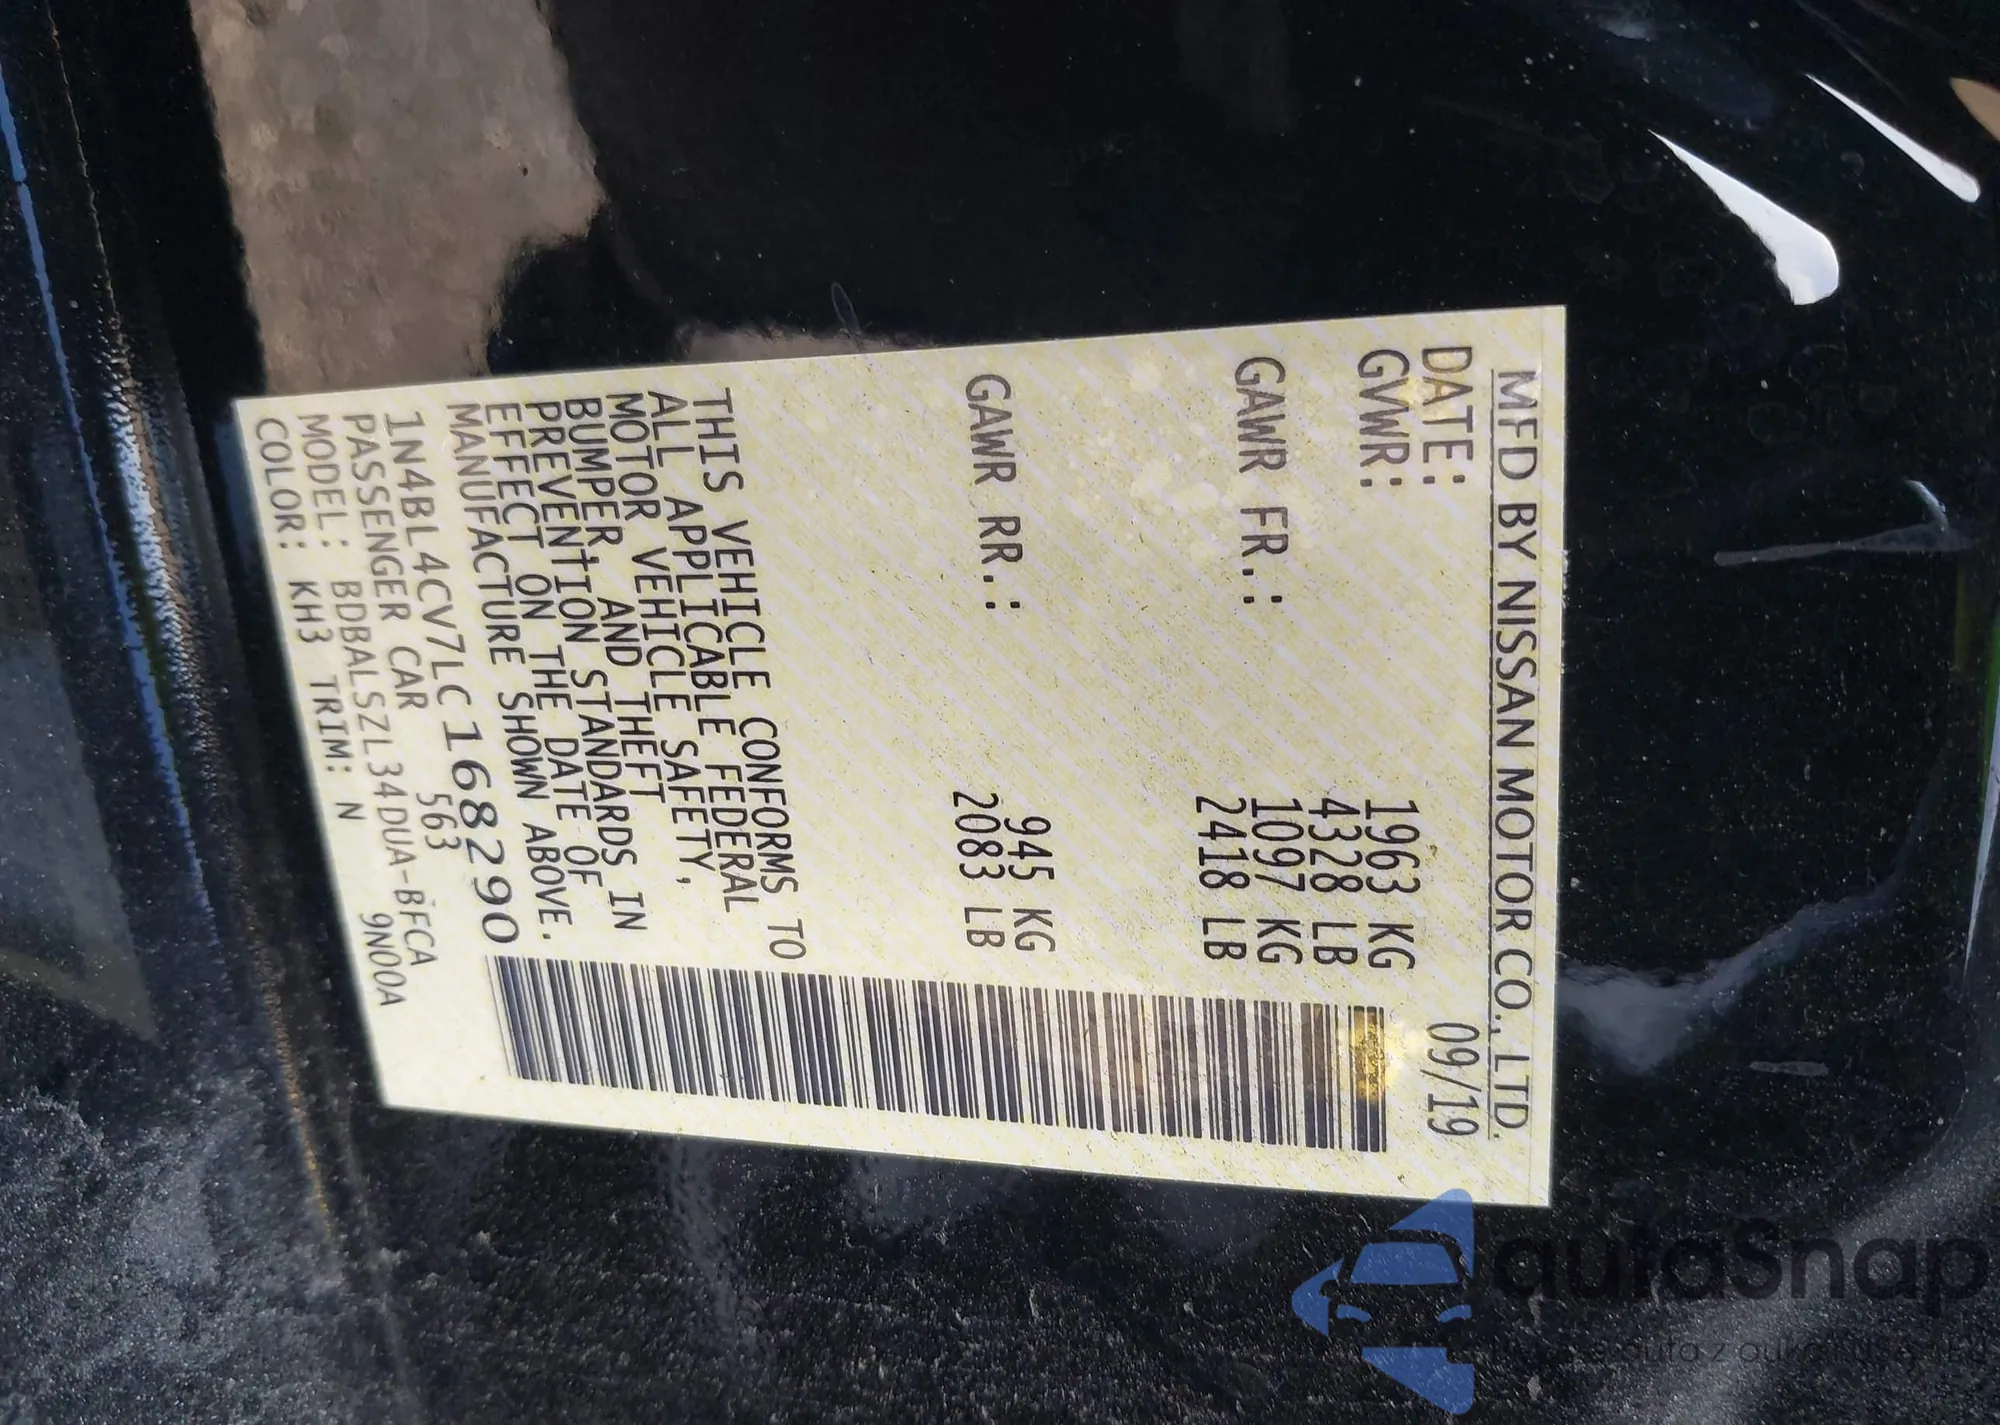 MFD BY NISSAN MOTOR CO., LTD.
DATE: 09/19
GVWR: 1963 KG
4328 LB
GAWR FR.: 1097 KG
2418 LB
GAWR RR.: 945 KG
2083 LB
THIS VEHICLE CONFORMS TO
ALL APPLICABLE FEDERAL
MOTOR VEHICLE SAFETY,
BUMPER, AND THEFT
PREVENTION STANDARDS IN
EFFECT ON THE DATE OF
MANUFACTURE SHOWN ABOVE.
1N4BL4CV7LC168290
PASSENGER CAR 563
MODEL: BDBALSZL34DUA-BFCA
COLOR: KH3 TRIM: N 9N00A
autaSnap
auto z